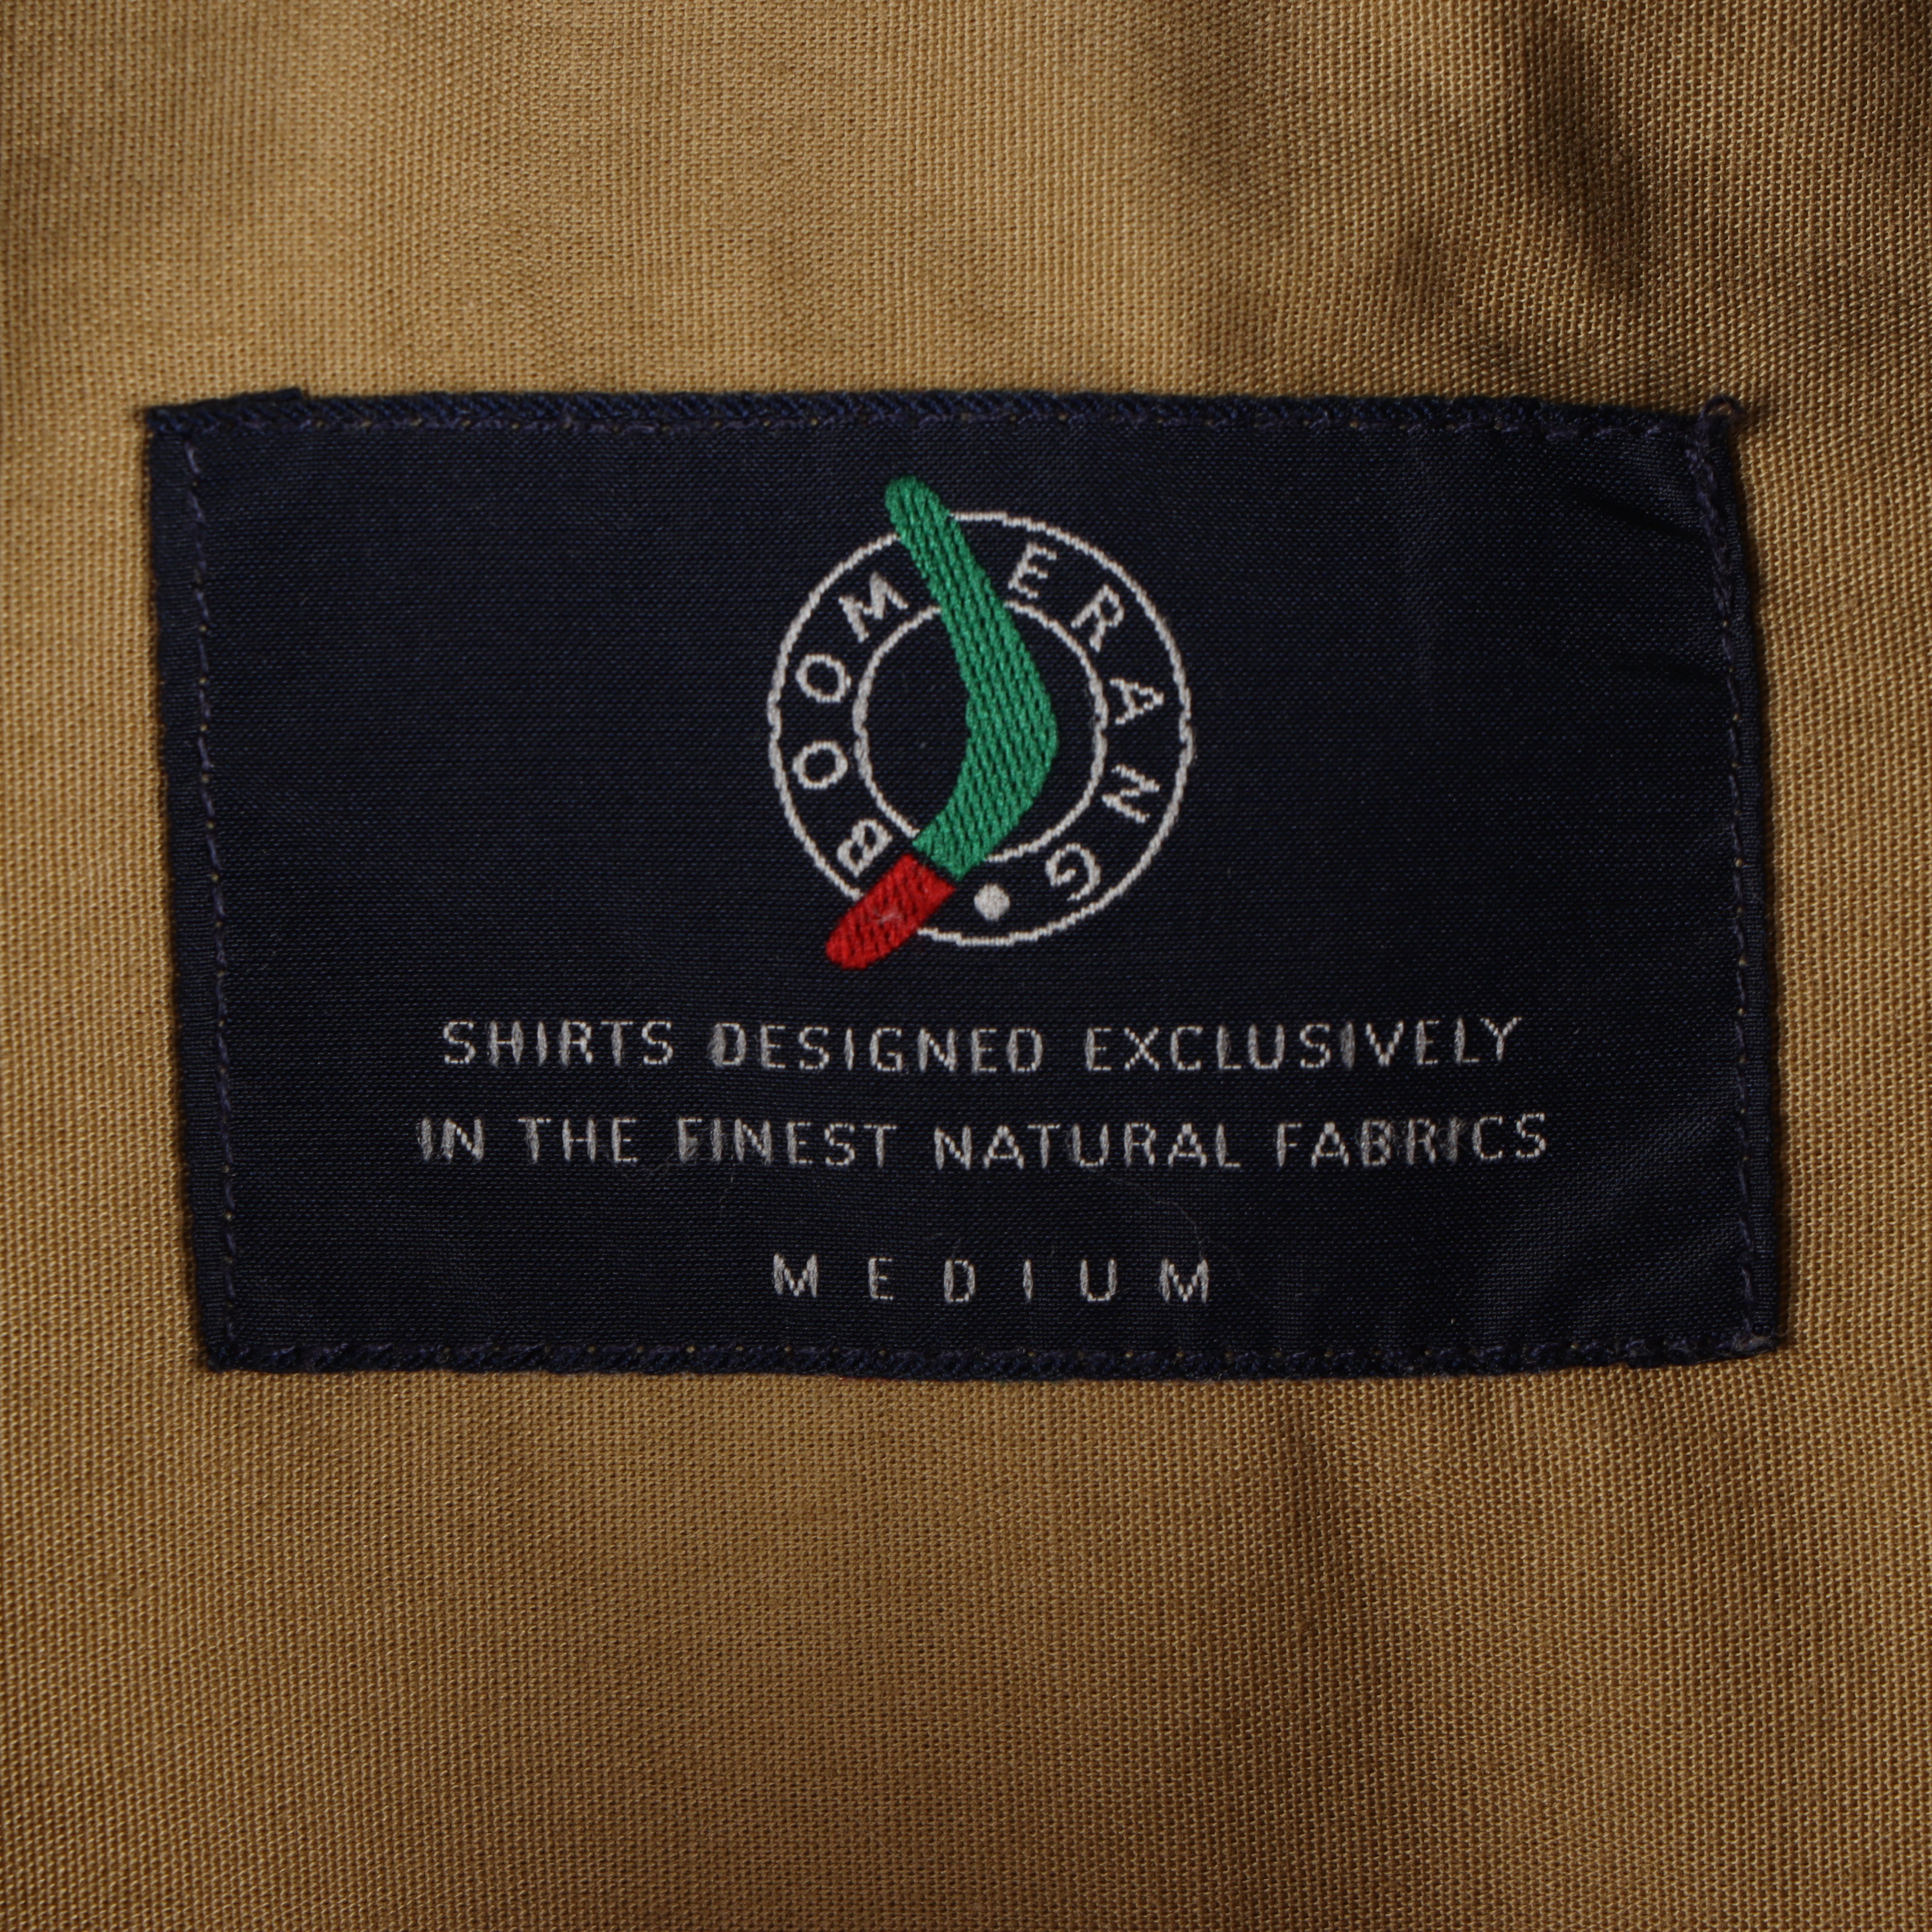 BOOMERANG
SHIRTS DESIGNED EXCLUSIVELY
IN THE FINEST NATURAL FABRICS
MEDIUM